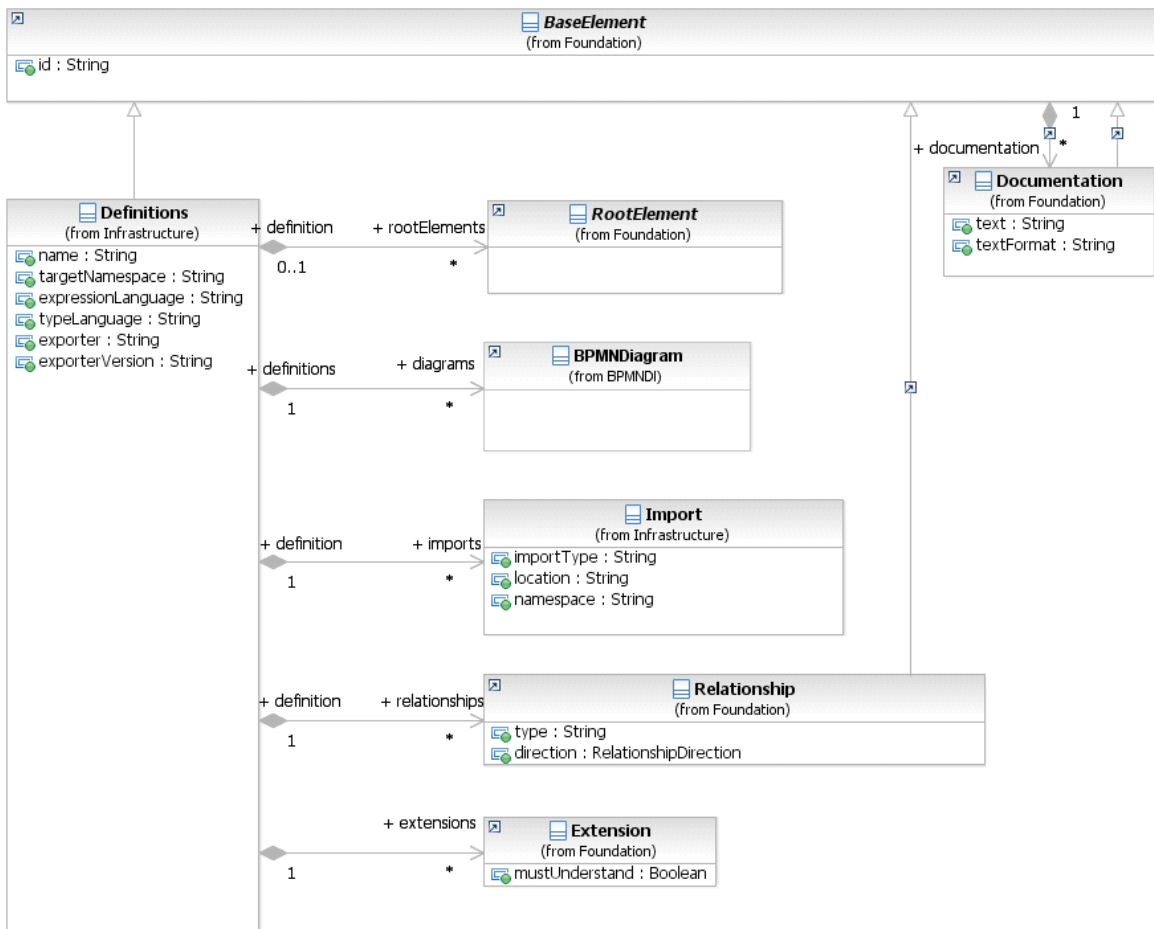 BaseElement
(from Foundation)
id : String
1
+ documentation
*
Documentation
(from Foundation)
text : String
textFormat : String
Definitions
(from Infrastructure)
name : String
targetNamespace : String
expressionLanguage : String
typeLanguage : String
exporter : String
exporterVersion : String
+ definition
+ rootElements
0..1
*
RootElement
(from Foundation)
+ definitions
+ diagrams
1
*
BPMNDiagram
(from BPMNDI)
+ definition
+ imports
1
*
Import
(from Infrastructure)
importType : String
location : String
namespace : String
+ definition
+ relationships
1
*
Relationship
(from Foundation)
type : String
direction : RelationshipDirection
+ extensions
1
*
Extension
(from Foundation)
mustUnderstand : Boolean